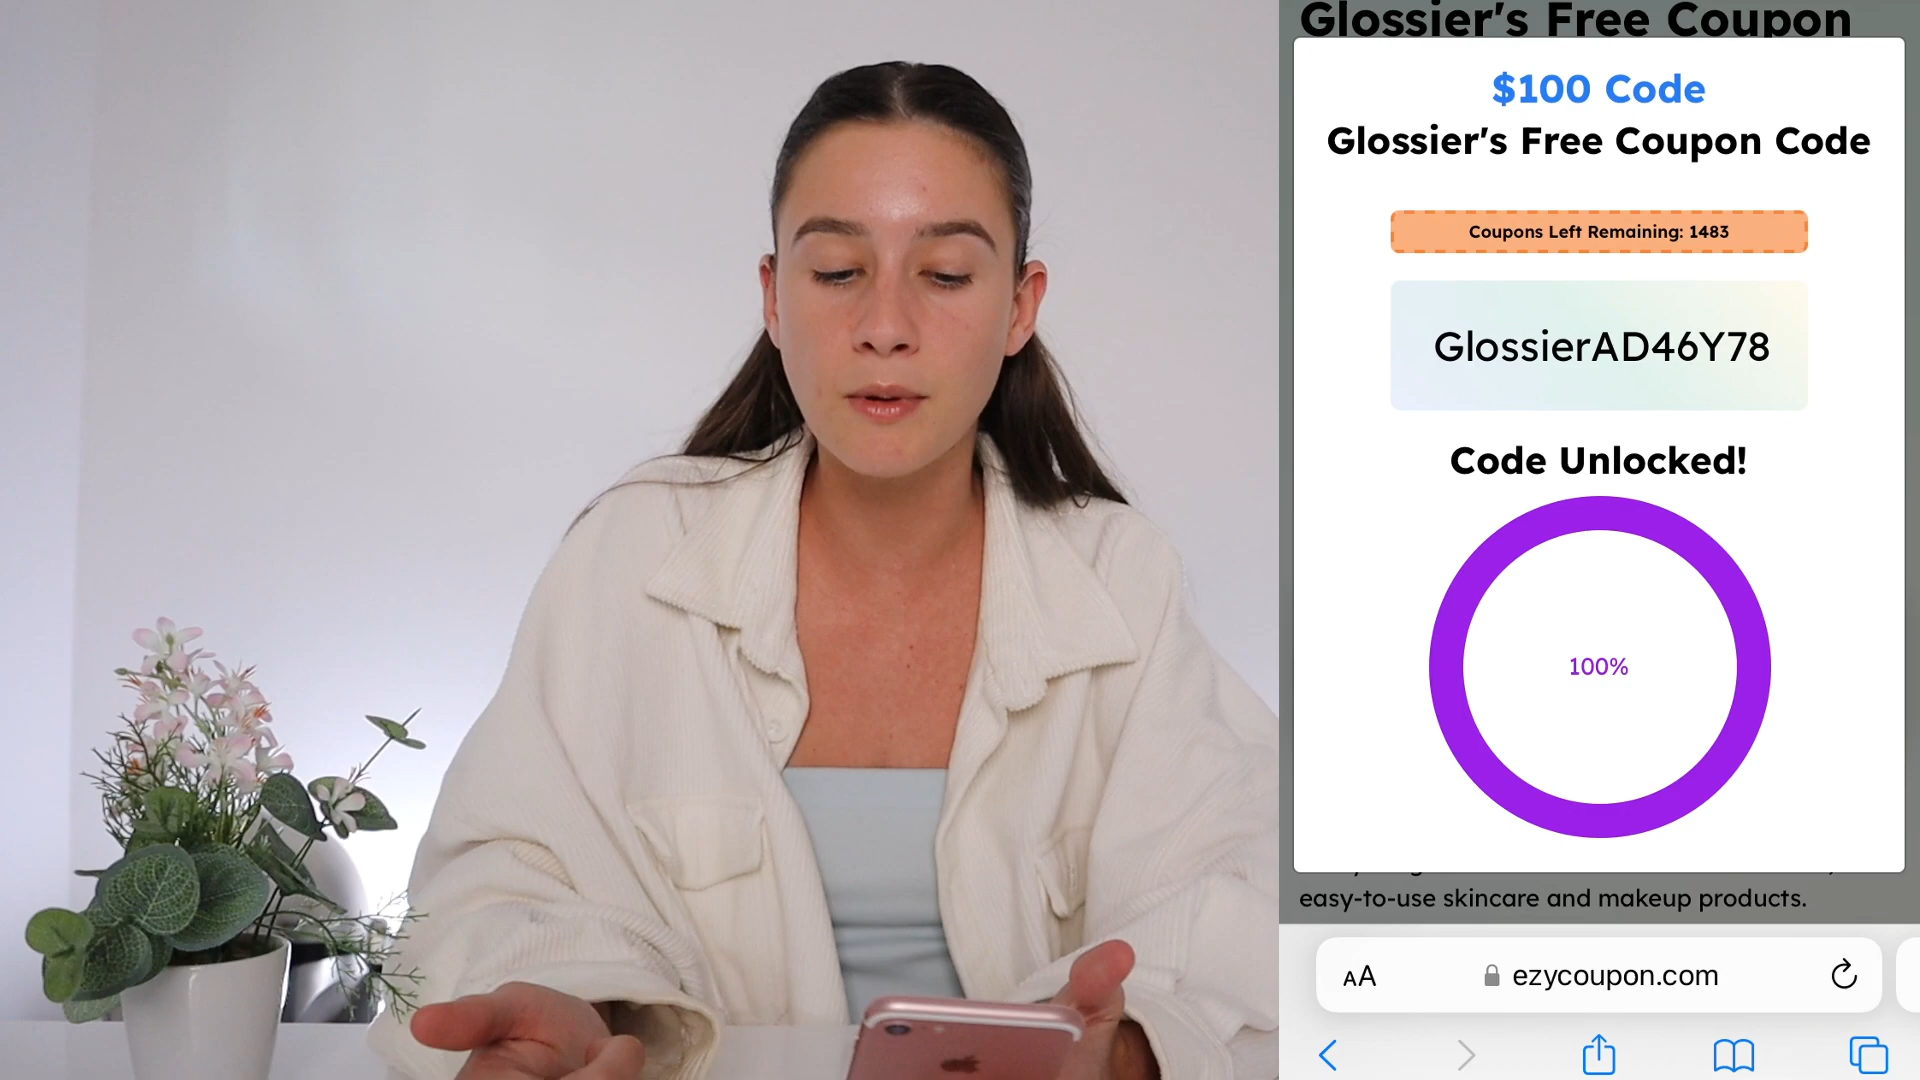 Glossier's Free Coupon
$100 Code
Glossier's Free Coupon Code
Coupons Left Remaining: 1483
GlossierAD46Y78
Code Unlocked!
100%
easy-to-use skincare and makeup products.
AA
ezycoupon.com